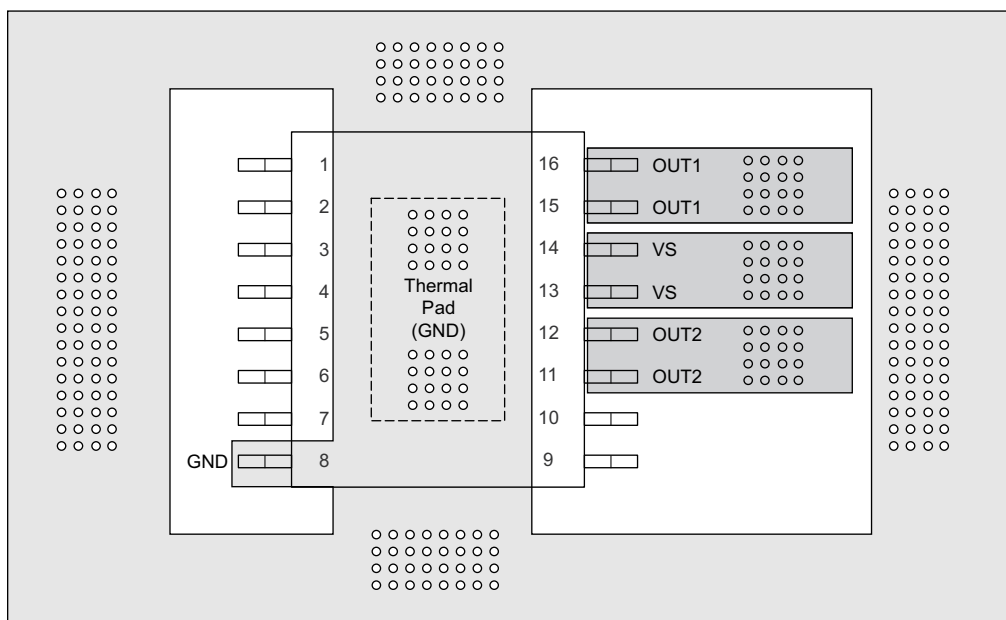 1 16 OUT1
2 15 OUT1
3 14 VS
4 13 VS
Thermal
Pad
(GND)
5 12 OUT2
6 11 OUT2
7 10
GND 8 9